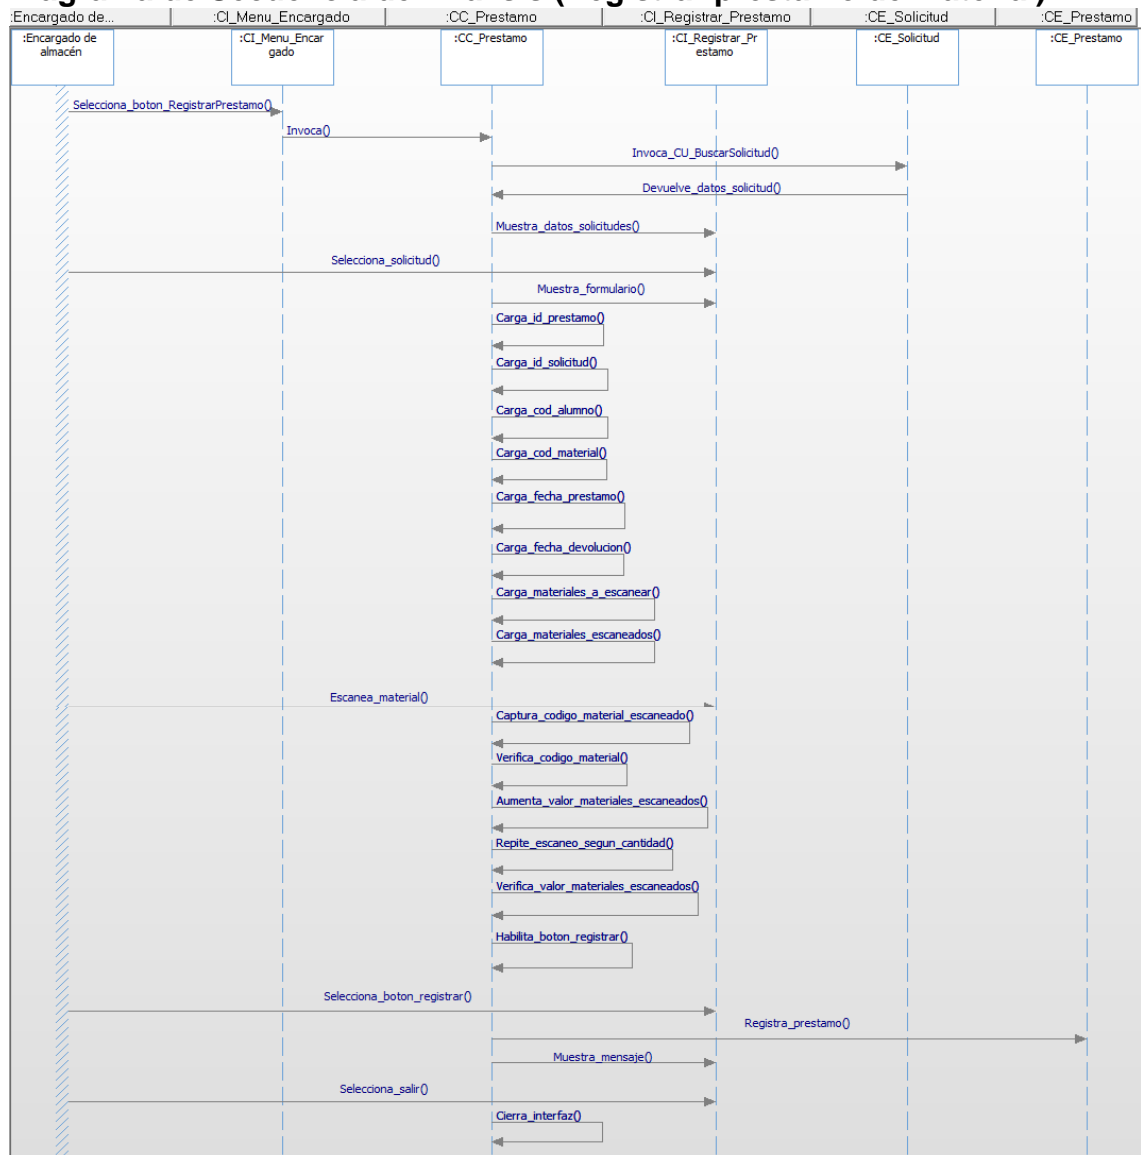 :Encargado de...
:CI_Menu_Encargado
:CC_Prestamo
:CI_Registrar_Prestamo
:CE_Solicitud
:CE_Prestamo
:Encargado de
almacén
:CI_Menu_Encar
gado
:CC_Prestamo
:CI_Registrar_Pr
estamo
:CE_Solicitud
:CE_Prestamo
Selecciona_boton_RegistrarPrestamo()
Invoca()
Invoca_CU_BuscarSolicitud()
Devuelve_datos_solicitud()
Muestra_datos_solicitudes()
Selecciona_solicitud()
Muestra_formulario()
Carga_id_prestamo()
Carga_id_solicitud()
Carga_cod_alumno()
Carga_cod_material()
Carga_fecha_prestamo()
Carga_fecha_devolucion()
Carga_materiales_a_escanear()
Carga_materiales_escaneados()
Escanea_material()
Captura_codigo_material_escaneado()
Verifica_codigo_material()
Aumenta_valor_materiales_escaneados()
Repite_escaneo_segun_cantidad()
Verifica_valor_materiales_escaneados()
Habilita_boton_registrar()
Selecciona_boton_registrar()
Registra_prestamo()
Muestra_mensaje()
Selecciona_salir()
Cierra_interfaz()